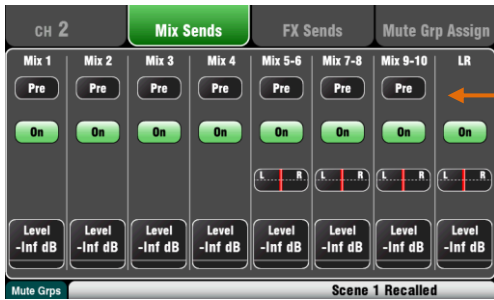 CH 2 Mix Sends FX Sends Mute Grp Assign
Mix 1 Mix 2 Mix 3 Mix 4 Mix 5-6 Mix 7-8 Mix 9-10 LR
Pre Pre Pre Pre Pre Pre Pre
On On On On On On On On
L R L R L R L R
Level Level Level Level Level Level Level Level
-Inf dB -Inf dB -Inf dB -Inf dB -Inf dB -Inf dB -Inf dB -Inf dB
Mute Grps Scene 1 Recalled